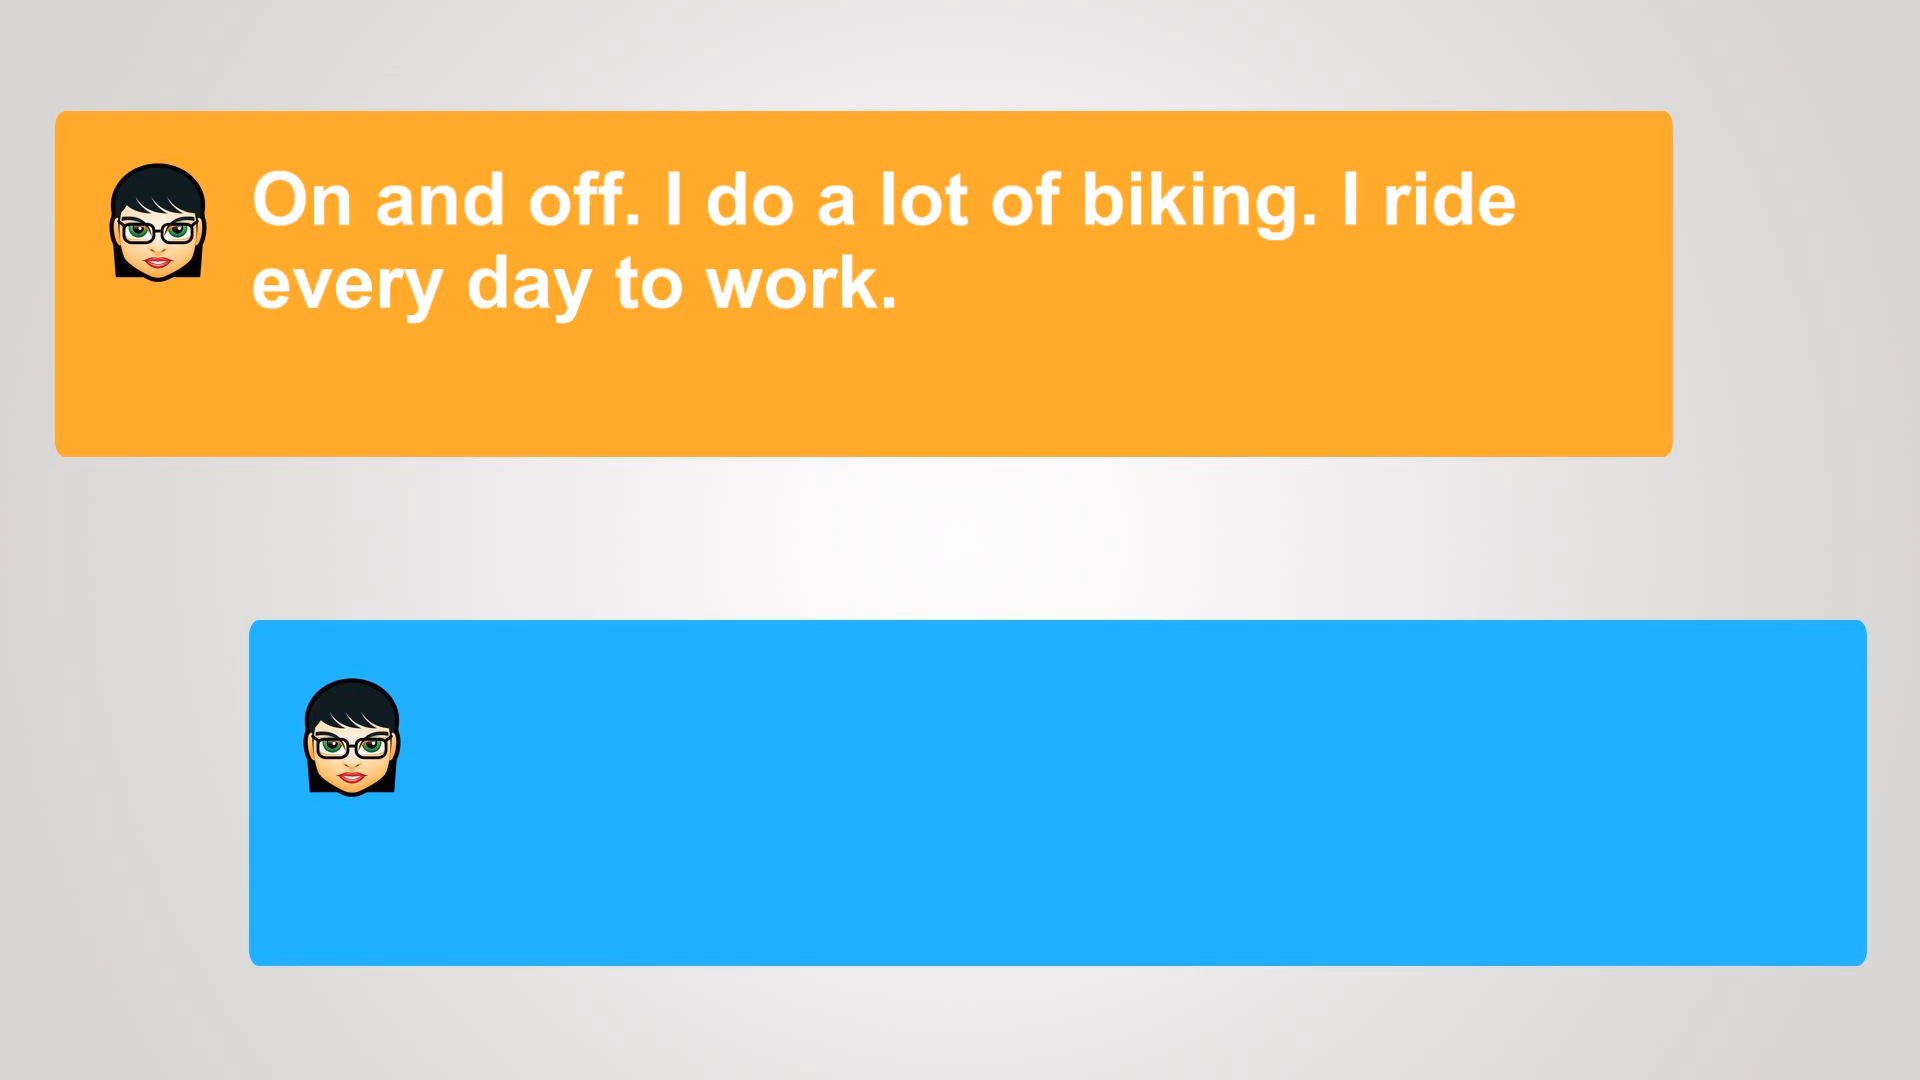 On and off. I do a lot of biking. I ride
every day to work.